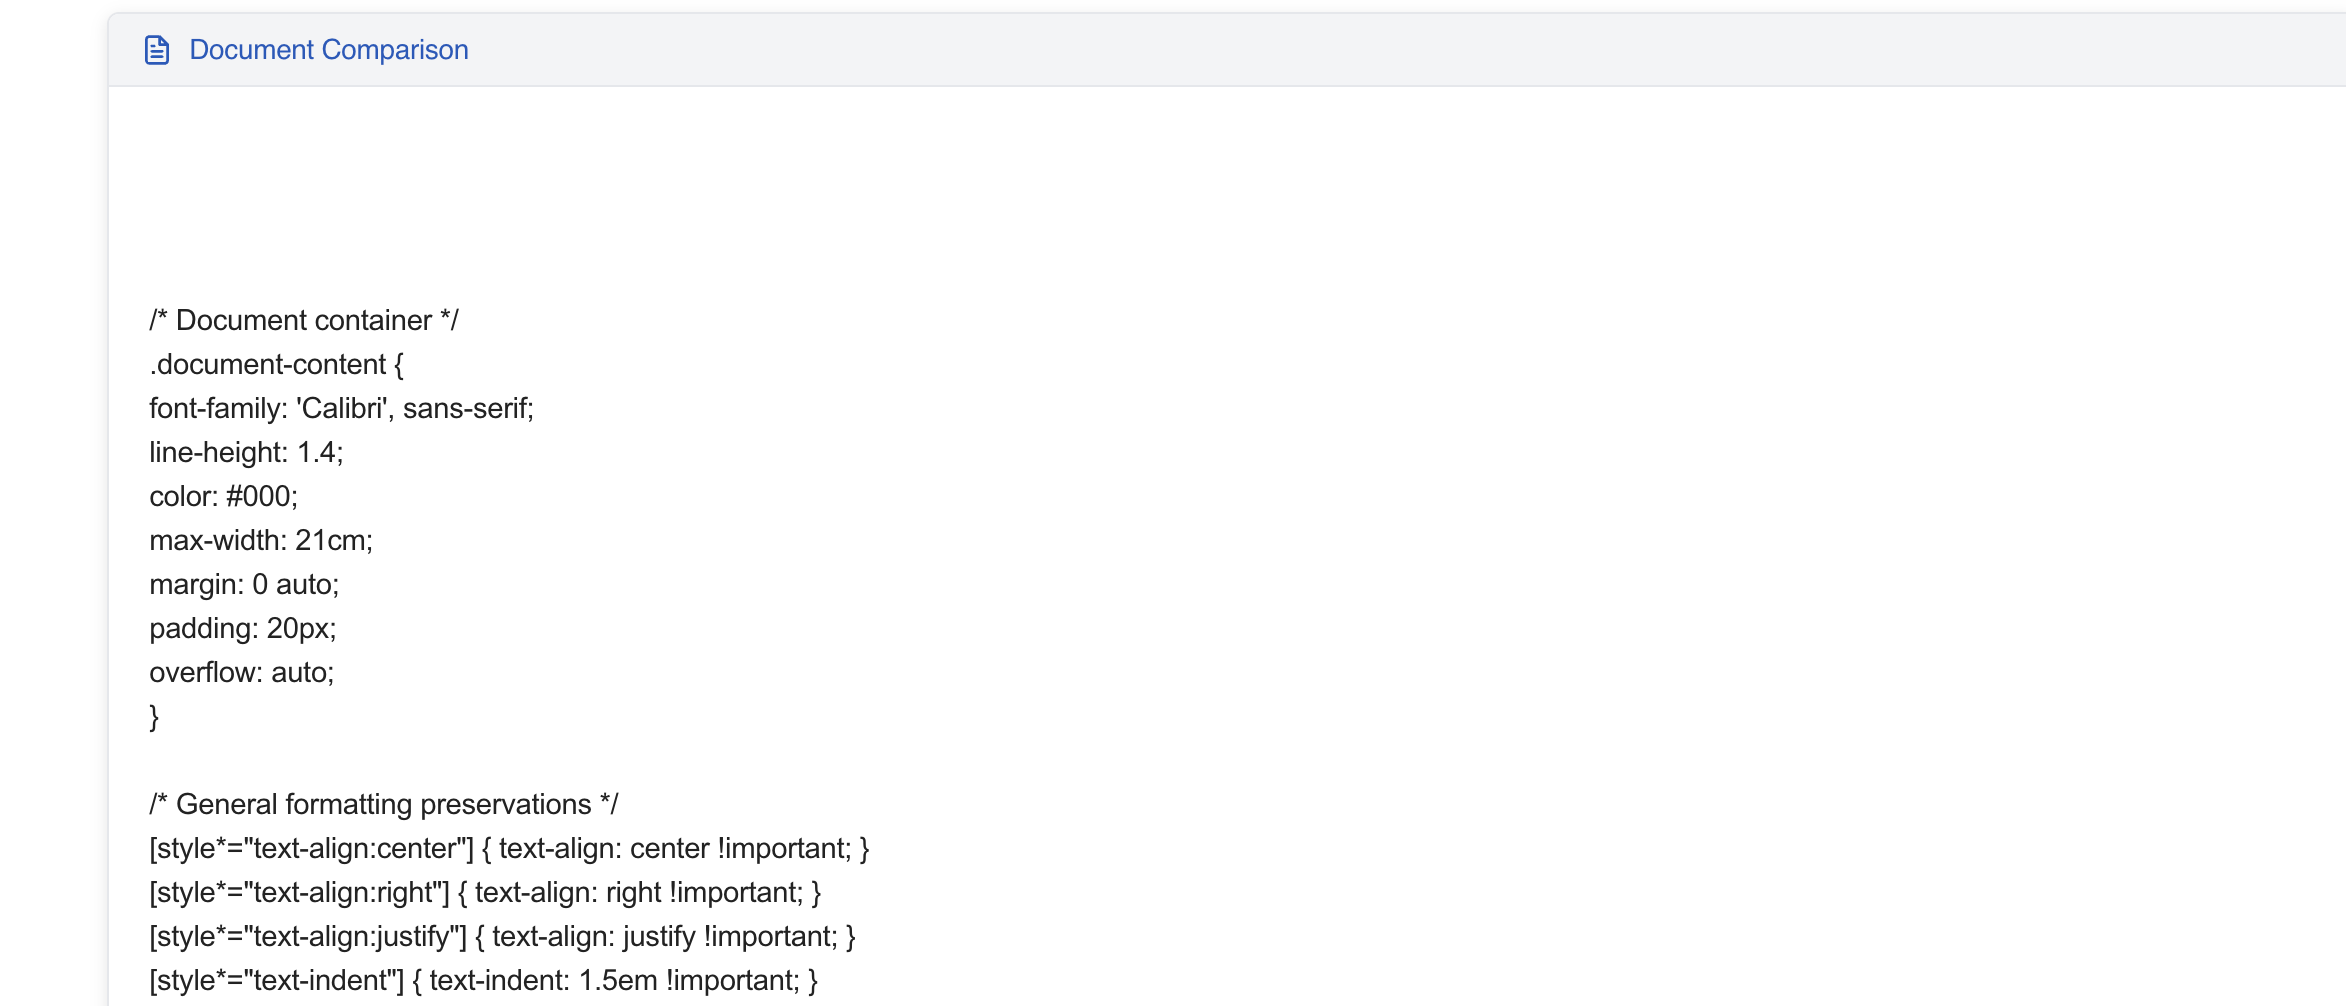 Document Comparison
/* Document container */
.document-content {
font-family: 'Calibri', sans-serif;
line-height: 1.4;
color: #000;
max-width: 21cm;
margin: 0 auto;
padding: 20px;
overflow: auto;
}
/* General formatting preservations */
[style*="text-align:center"] { text-align: center !important; }
[style*="text-align:right"] { text-align: right !important; }
[style*="text-align:justify"] { text-align: justify !important; }
[style*="text-indent"] { text-indent: 1.5em !important; }